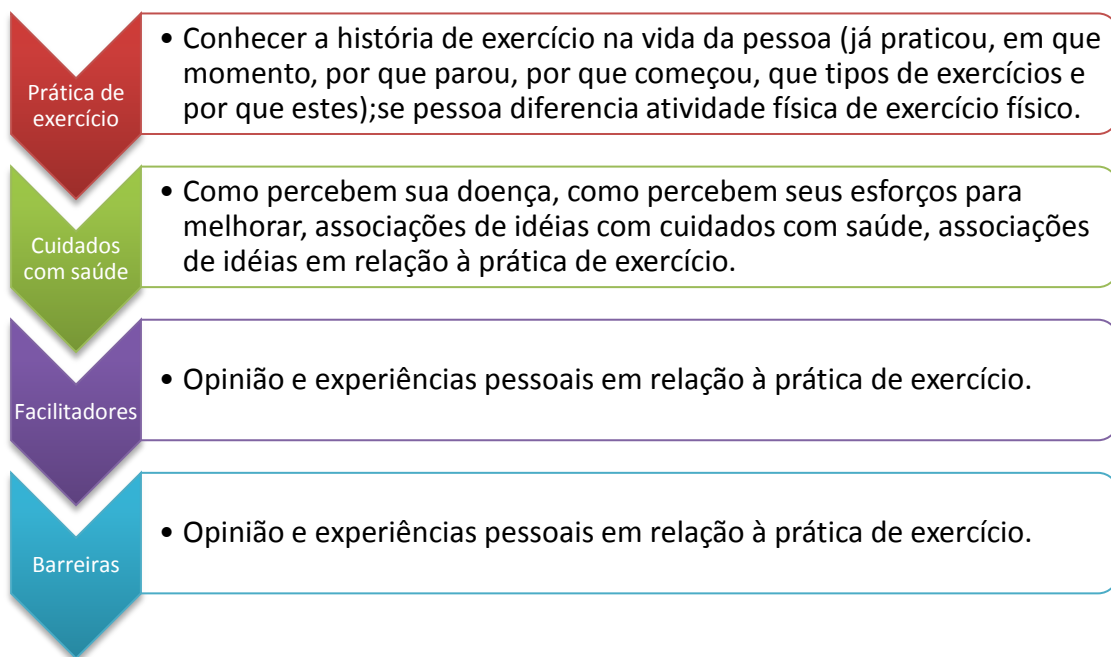 Prática de
exercício
• Conhecer a história de exercício na vida da pessoa (já praticou, em que
momento, por que parou, por que começou, que tipos de exercícios e
por que estes);se pessoa diferencia atividade física de exercício físico.
Cuidados
com saúde
• Como percebem sua doença, como percebem seus esforços para
melhorar, associações de idéias com cuidados com saúde, associações
de idéias em relação à prática de exercício.
Facilitadores
• Opinião e experiências pessoais em relação à prática de exercício.
Barreiras
• Opinião e experiências pessoais em relação à prática de exercício.